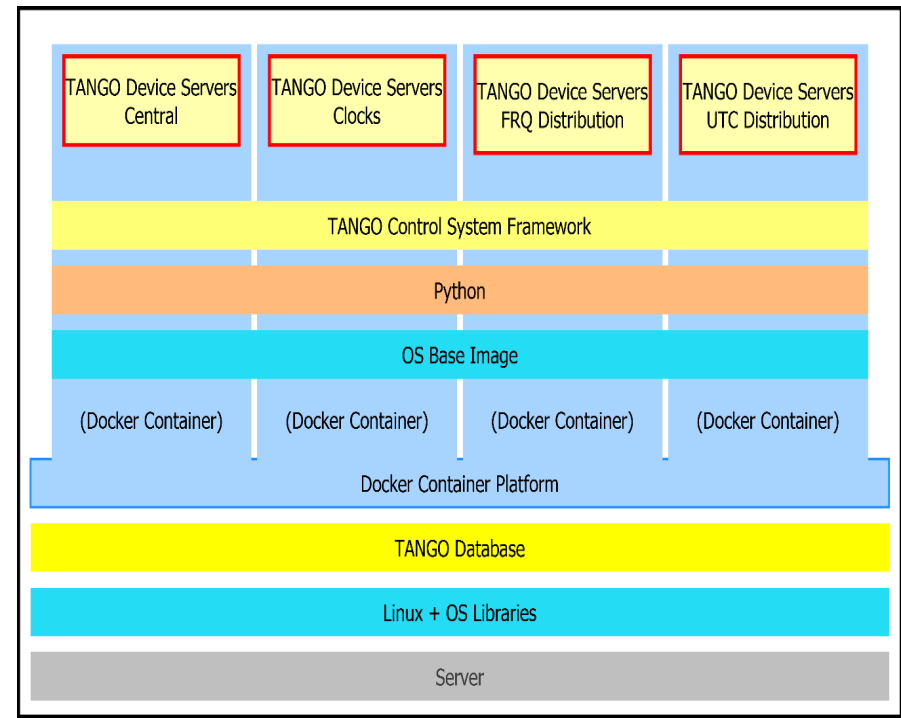 TANGO Device Servers
Central
TANGO Device Servers
Clocks
TANGO Device Servers
FRQ Distribution
TANGO Device Servers
UTC Distribution
TANGO Control System Framework
Python
OS Base Image
(Docker Container)
(Docker Container)
(Docker Container)
(Docker Container)
Docker Container Platform
TANGO Database
Linux + OS Libraries
Server